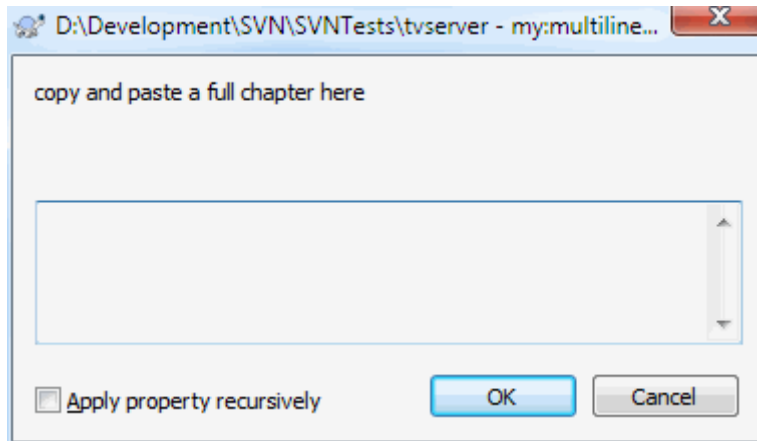 D:\Development\SVN\SVNTests\tvserver - my:multiline...
copy and paste a full chapter here
Apply property recursively
OK
Cancel